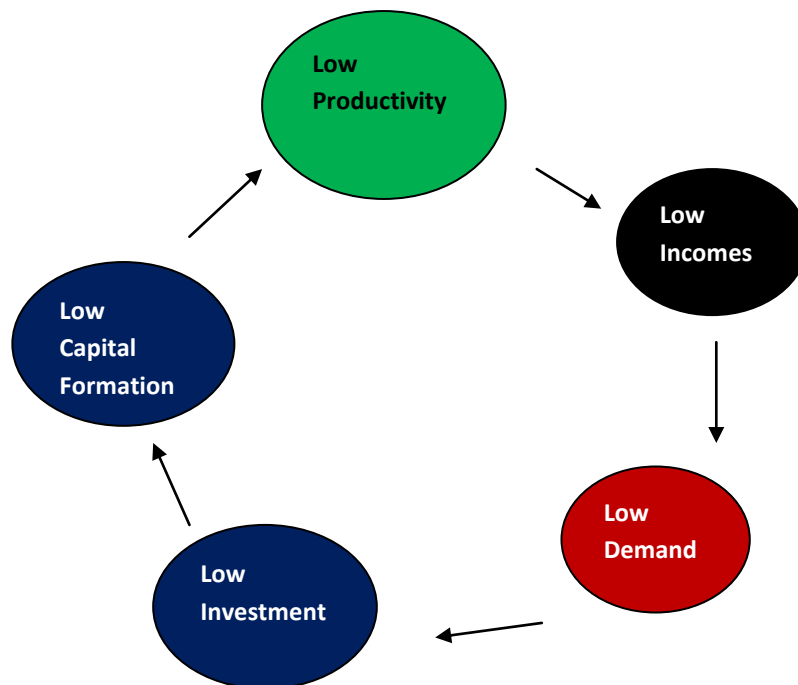 Low
Productivity
Low
Incomes
Low
Demand
Low
Investment
Low
Capital
Formation